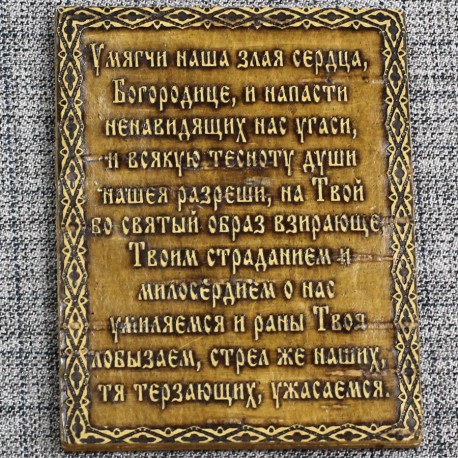 Умягчи наша злая сердца,
Богородице, и напасти
ненавидящих нас угаси,
и всякую тесноту души
нашея разреши, на Твой
бо святый образ взирающе,
Твоим страданием и
милосердием о нас
умиляемся и раны Твоя
лобызаем, стрел же наших,
тя терзающих, ужасаемся.